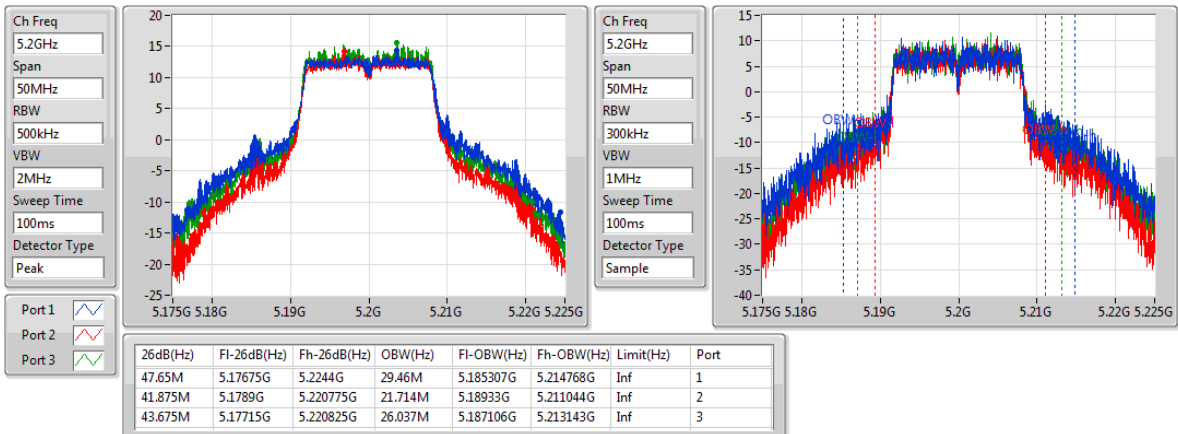 Ch Freq
5.2GHz
Span
50MHz
RBW
500kHz
VBW
2MHz
Sweep Time
100ms
Detector Type
Peak
Port 1
Port 2
Port 3
20
15
10
5
0
-5
-10
-15
-20
-25
5.175G 5.18G 5.19G 5.2G 5.21G 5.22G 5.225G
Ch Freq
5.2GHz
Span
50MHz
RBW
300kHz
VBW
1MHz
Sweep Time
100ms
Detector Type
Sample
15
10
5
0
-5
-10
-15
-20
-25
-30
-35
-40
5.175G 5.18G 5.19G 5.2G 5.21G 5.22G 5.225G
26dB(Hz) Fl-26dB(Hz) Fh-26dB(Hz) OBW(Hz) Fl-OBW(Hz) Fh-OBW(Hz) Limit(Hz) Port
47.65M 5.17675G 5.2244G 29.46M 5.185307G 5.214768G Inf 1
41.875M 5.1789G 5.220775G 21.714M 5.18933G 5.211044G Inf 2
43.675M 5.17715G 5.220825G 26.037M 5.187106G 5.213143G Inf 3